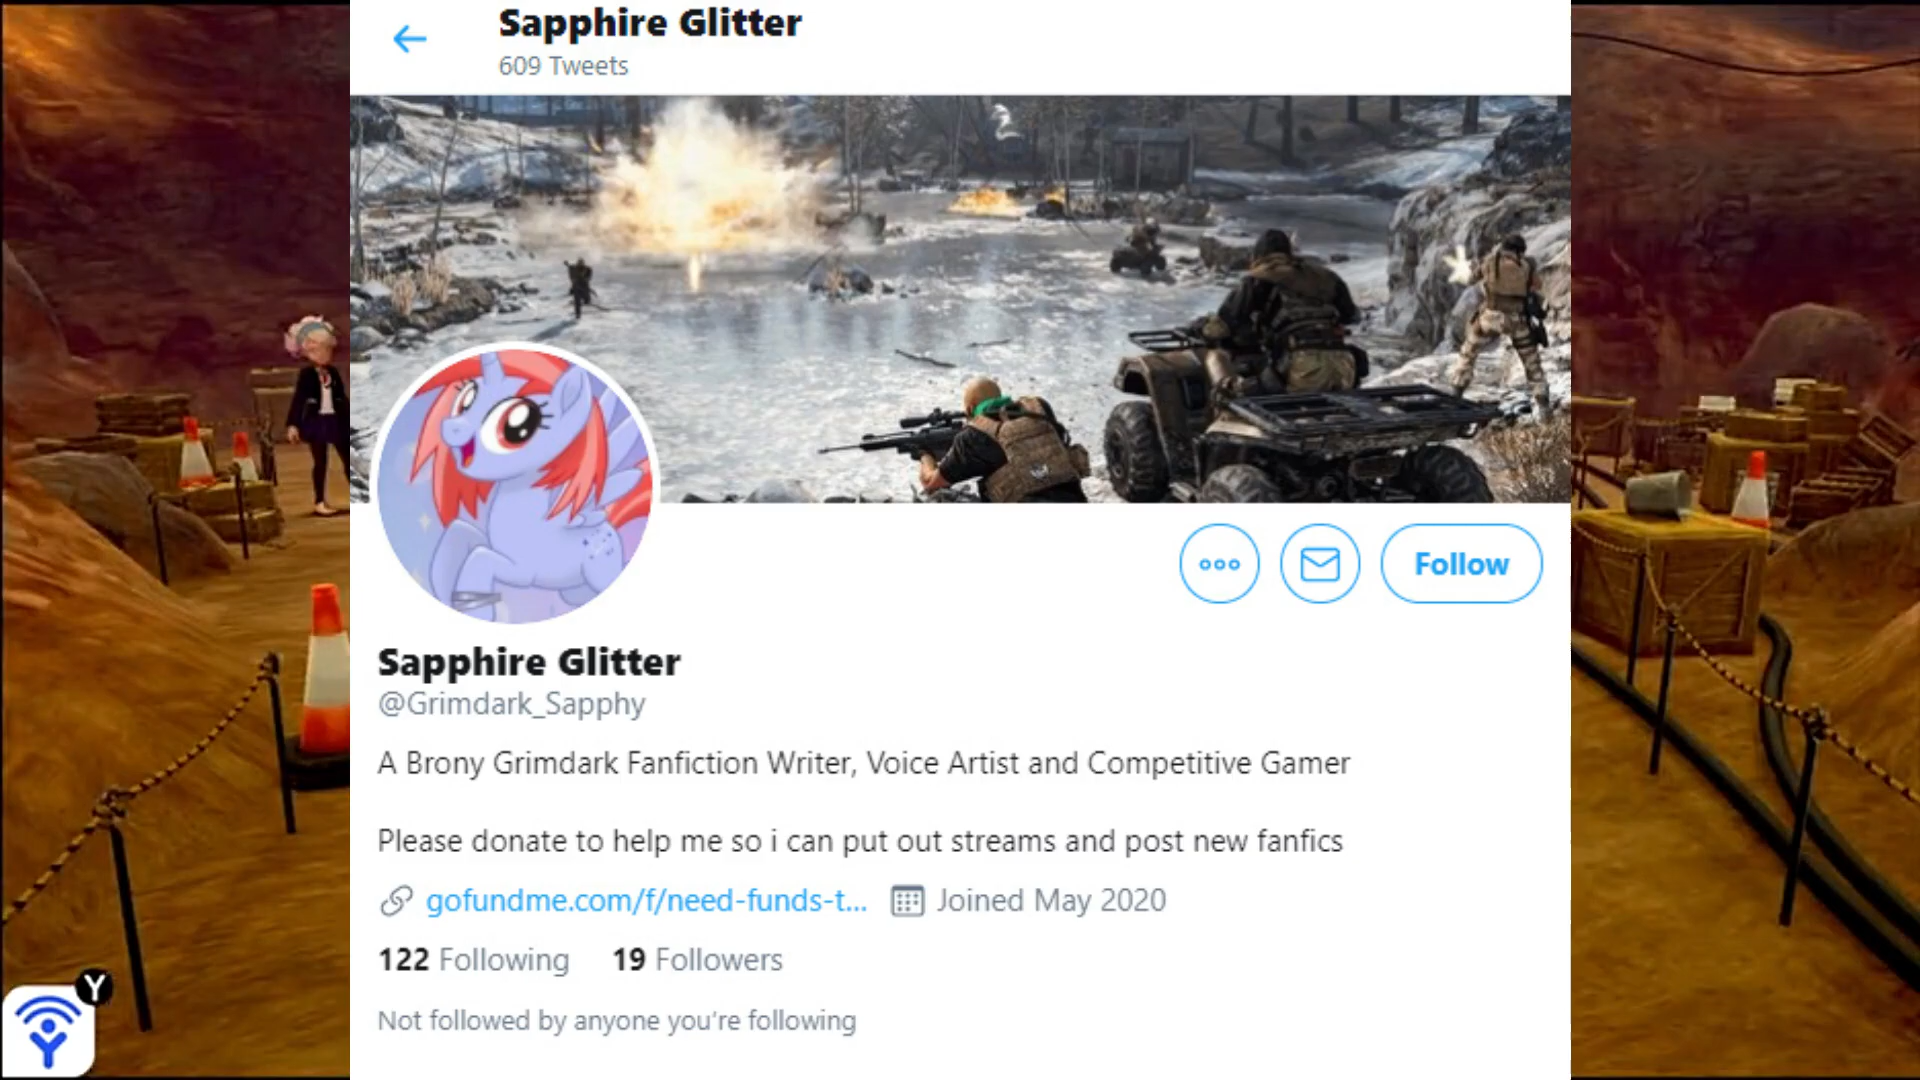 Sapphire Glitter
609 Tweets
Follow
Sapphire Glitter
@Grimdark_Sapphy
A Brony Grimdark Fanfiction Writer, Voice Artist and Competitive Gamer
Please donate to help me so i can put out streams and post new fanfics
gofundme.com/f/need-funds-t... Joined May 2020
122 Following 19 Followers
Not followed by anyone you're following
Y